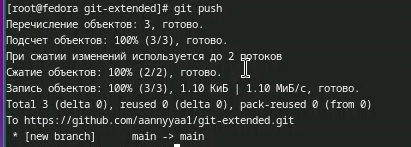 [root@fedora git-extended]# git push
Перечисление объектов: 3, готово.
Подсчет объектов: 100% (3/3), готово.
При сжатии изменений используется до 2 потоков
Сжатие объектов: 100% (2/2), готово.
Запись объектов: 100% (3/3), 1.10 КиБ | 1.10 МиБ/с, готово.
Total 3 (delta 0), reused 0 (delta 0), pack-reused 0 (from 0)
To https://github.com/aannyyaa1/git-extended.git
 * [new branch]      main -> main